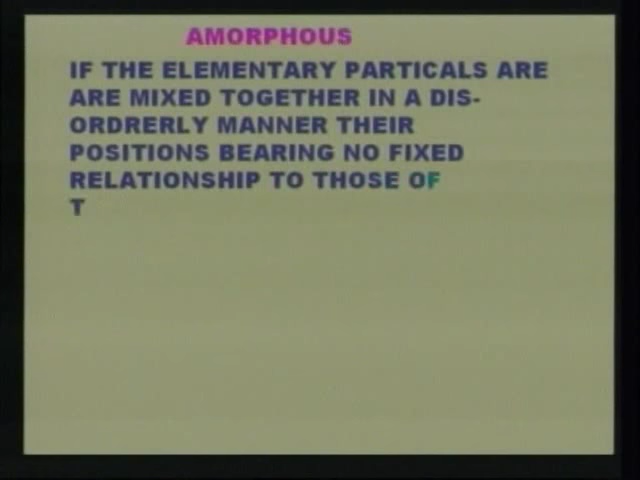 AMORPHOUS
IF THE ELEMENTARY PARTICALS ARE
ARE MIXED TOGETHER IN A DIS-
ORDRERLY MANNER THEIR
POSITIONS BEARING NO FIXED
RELATIONSHIP TO THOSE OF
T